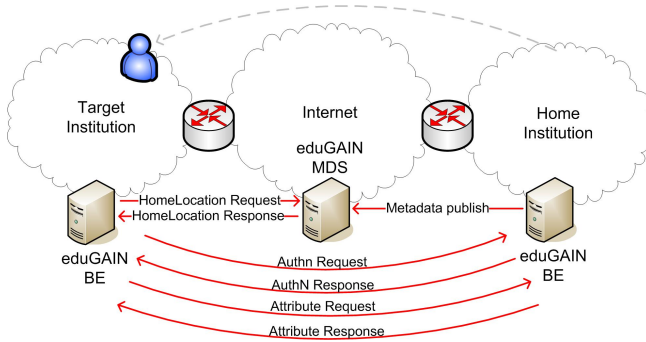 Target
Institution
Internet
Home
Institution
eduGAIN
MDS
HomeLocation Request
HomeLocation Response
Metadata publish
eduGAIN
BE
eduGAIN
BE
Authn Request
AuthN Response
Attribute Request
Attribute Response